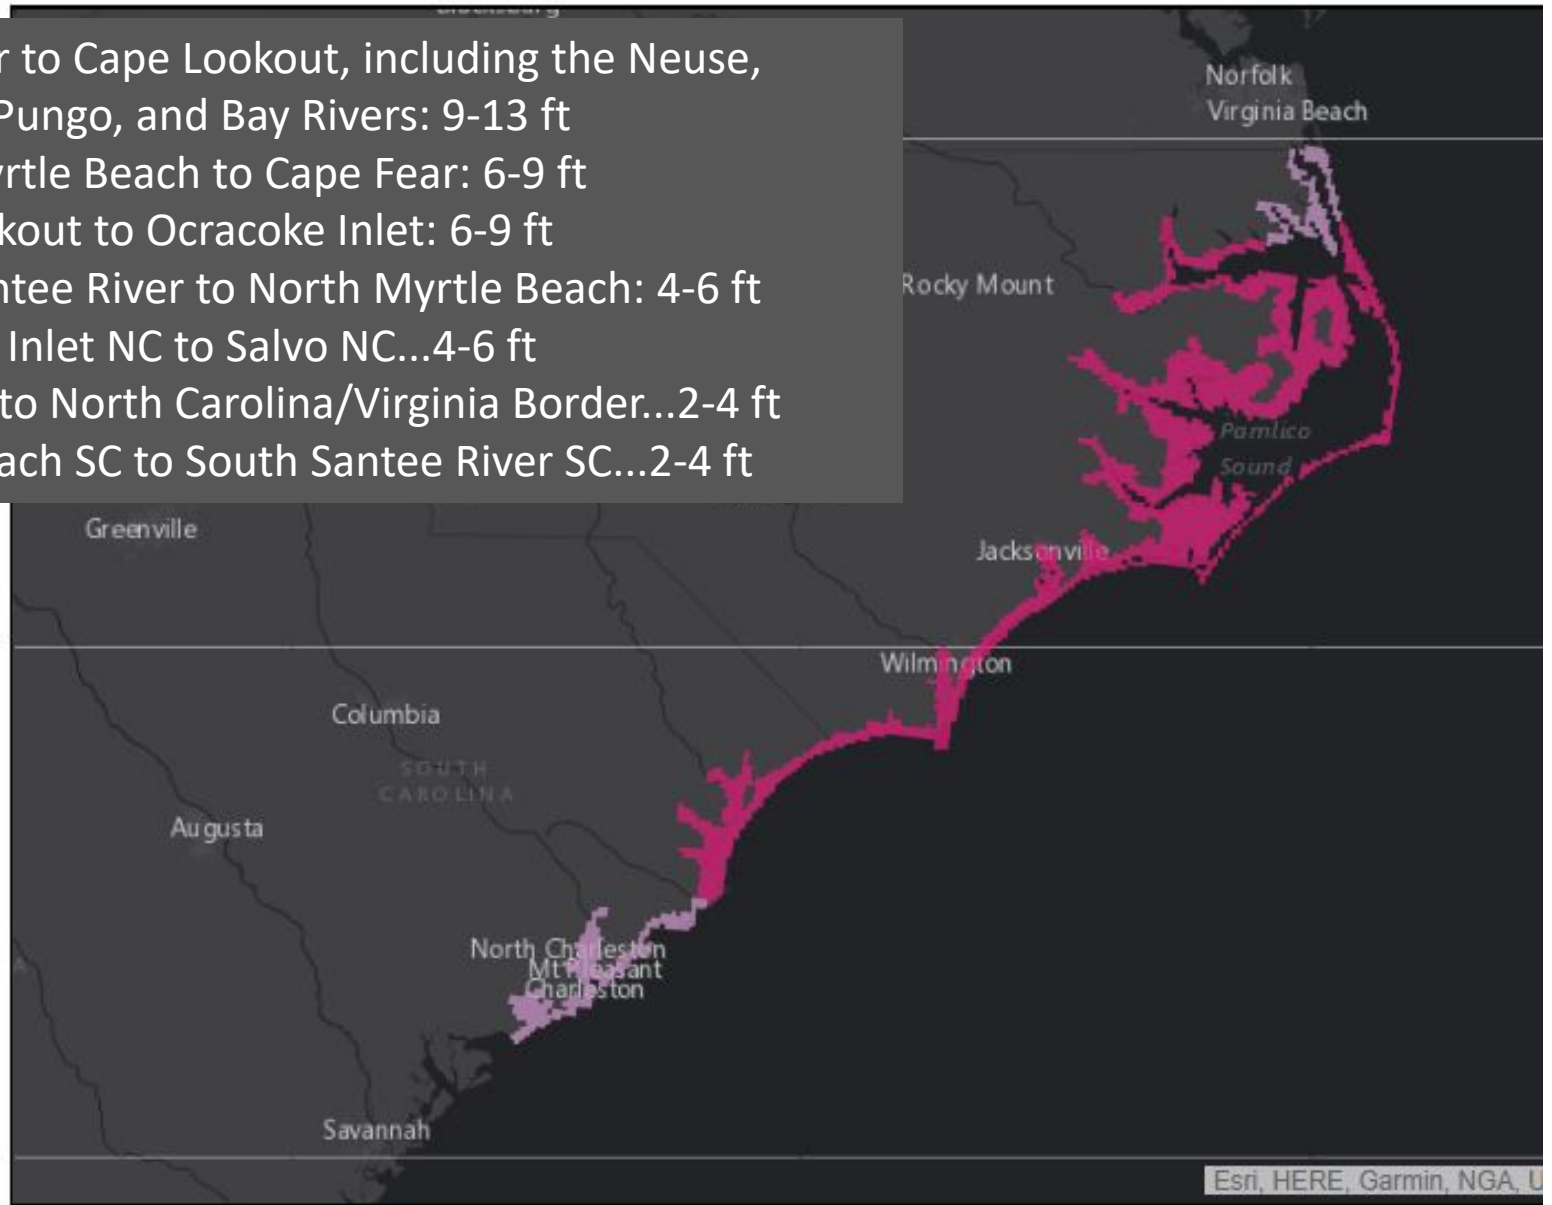 r to Cape Lookout, including the Neuse,
Pungo, and Bay Rivers: 9-13 ft
yrtle Beach to Cape Fear: 6-9 ft
kout to Ocracoke Inlet: 6-9 ft
ntee River to North Myrtle Beach: 4-6 ft
Inlet NC to Salvo NC...4-6 ft
to North Carolina/Virginia Border...2-4 ft
ach SC to South Santee River SC...2-4 ft
Norfolk
Virginia Beach
Rocky Mount
Pamlico
Sound
Greenville
Jacksonville
Wilmington
Columbia
SOUTH
CAROLINA
Augusta
North Charleston
Mt Pleasant
Charleston
Savannah
Esri, HERE, Garmin, NGA, U